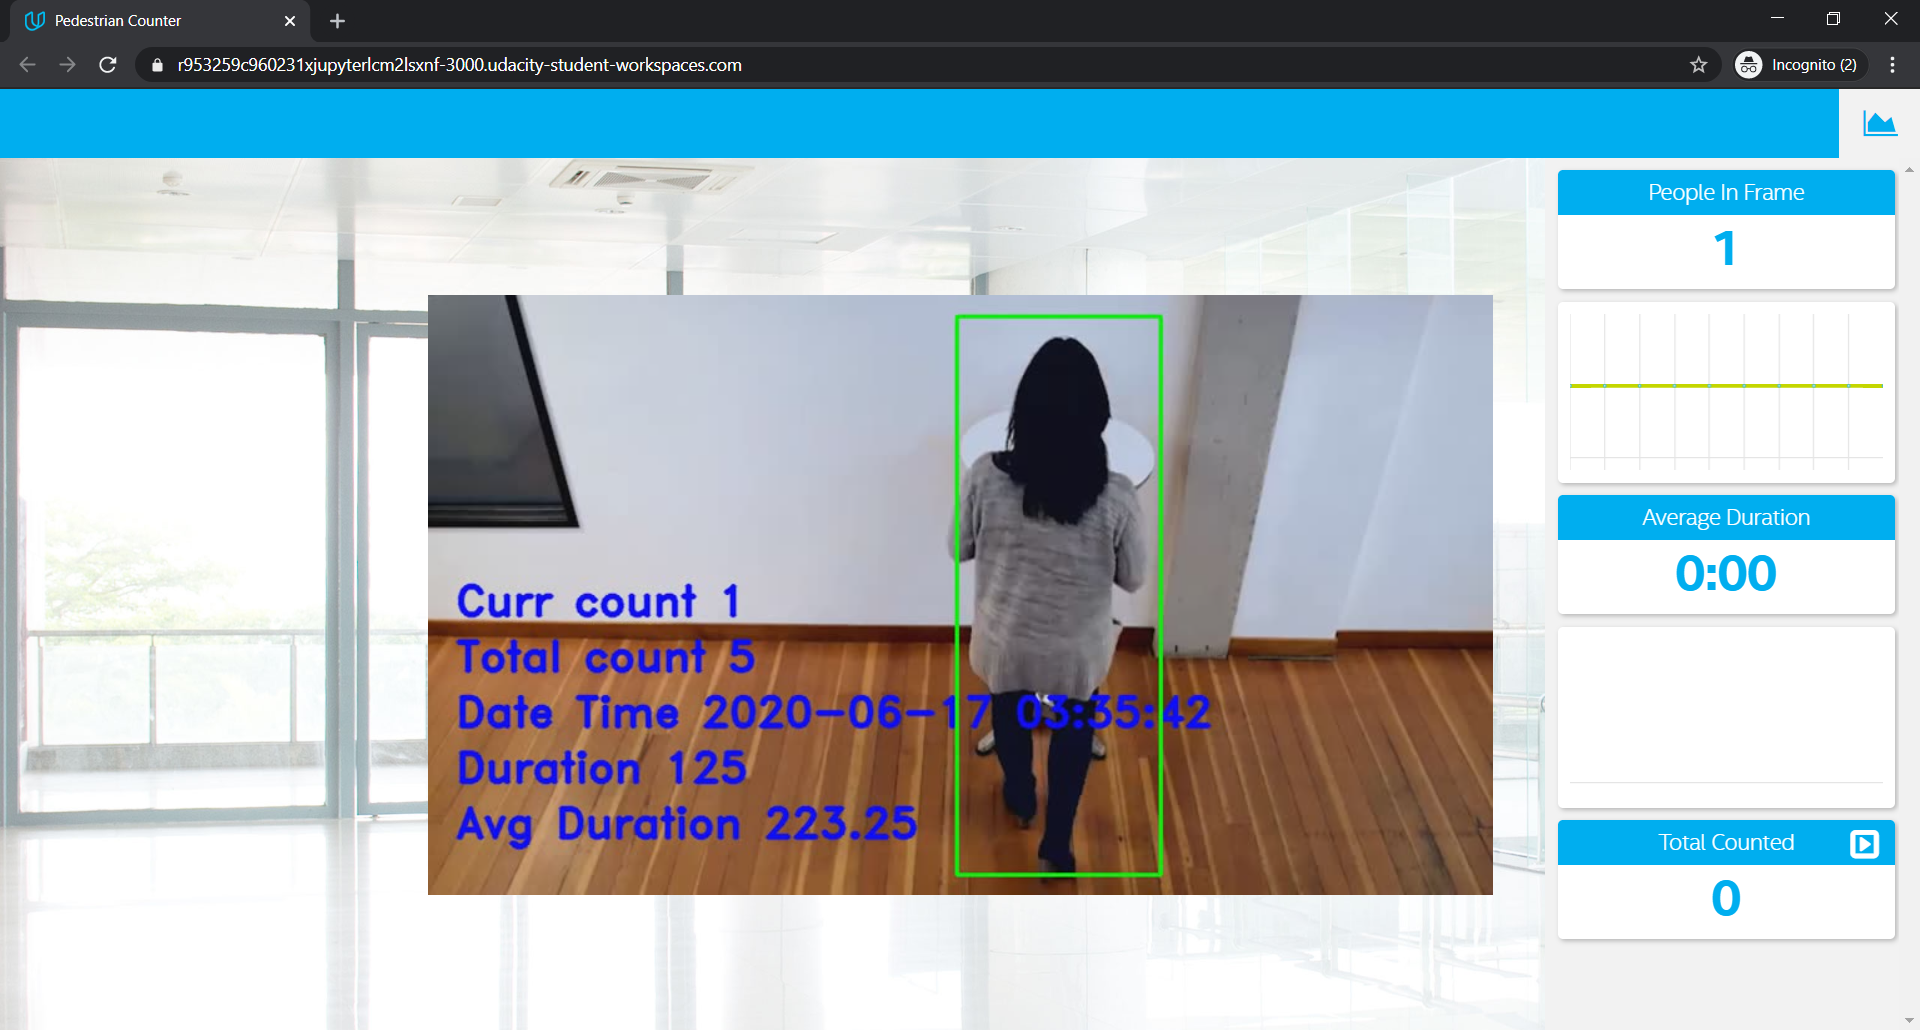 Pedestrian Counter
r953259c960231xjupyterlcm2lsxnf-3000.udacity-student-workspaces.com
Incognito (2)
People In Frame
1
Curr count 1
Total count 5
Date Time 2020-06-17 03:35:42
Duration 125
Avg Duration 223.25
Average Duration
0:00
Total Counted
0